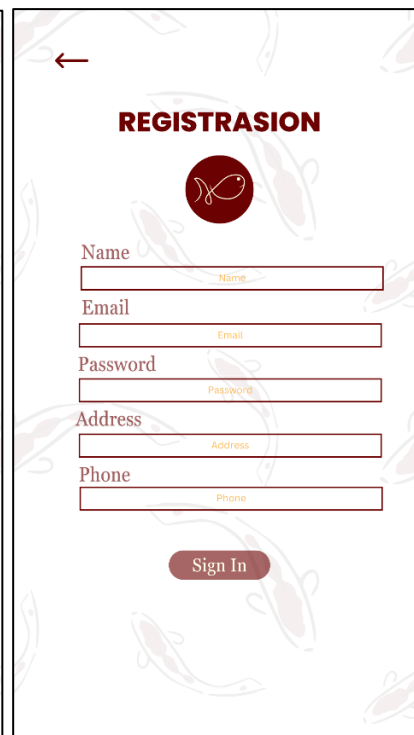 REGISTRASION
Name
Name
Email
Email
Password
Password
Address
Address
Phone
Phone
Sign In